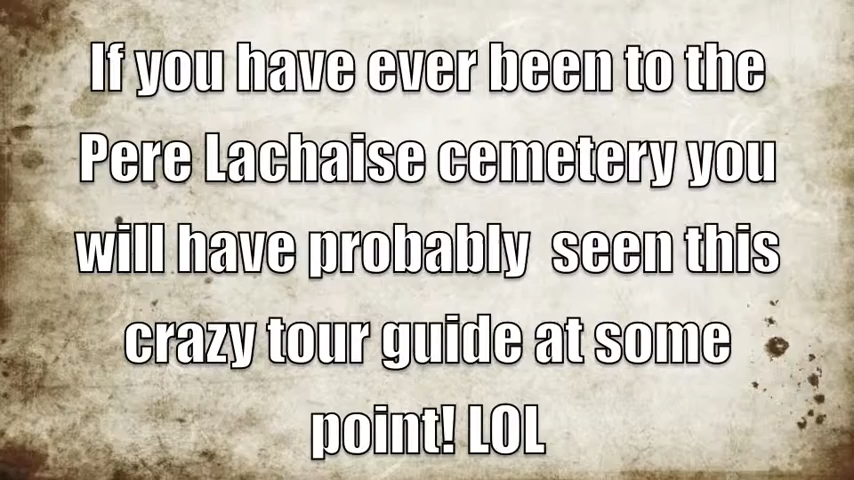 If you have ever been to the
Pere Lachaise cemetery you
will have probably  seen this
crazy tour guide at some
point! LOL